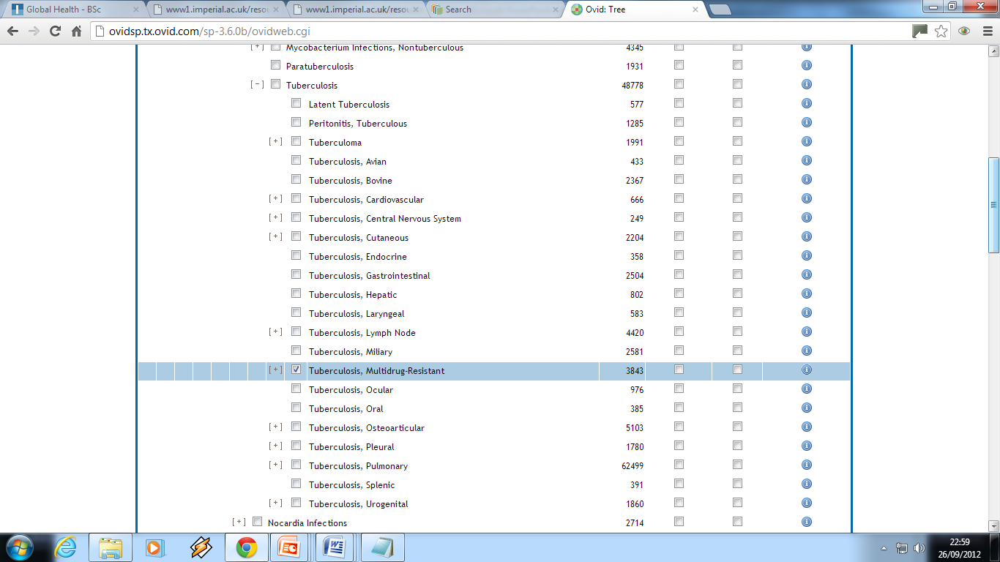 Global Health - BSc
www1.imperial.ac.uk/resou
www1.imperial.ac.uk/resou
Search
Ovid: Tree
ovidsp.tx.ovid.com/sp-3.6.0b/ovidweb.cgi
[+] Mycobacterium Infections, Nontuberculous 4345
Paratuberculosis 1931
[-] Tuberculosis 48778
Latent Tuberculosis 577
Peritonitis, Tuberculous 1285
[+] Tuberculoma 1991
Tuberculosis, Avian 433
Tuberculosis, Bovine 2367
[+] Tuberculosis, Cardiovascular 666
[+] Tuberculosis, Central Nervous System 249
[+] Tuberculosis, Cutaneous 2204
Tuberculosis, Endocrine 358
Tuberculosis, Gastrointestinal 2504
Tuberculosis, Hepatic 802
Tuberculosis, Laryngeal 583
[+] Tuberculosis, Lymph Node 4420
Tuberculosis, Miliary 2581
[+] Tuberculosis, Multidrug-Resistant 3843
Tuberculosis, Ocular 976
Tuberculosis, Oral 385
[+] Tuberculosis, Osteoarticular 5103
[+] Tuberculosis, Pleural 1780
[+] Tuberculosis, Pulmonary 62499
Tuberculosis, Splenic 391
[+] Tuberculosis, Urogenital 1860
[+] Nocardia Infections 2714
22:59
26/09/2012